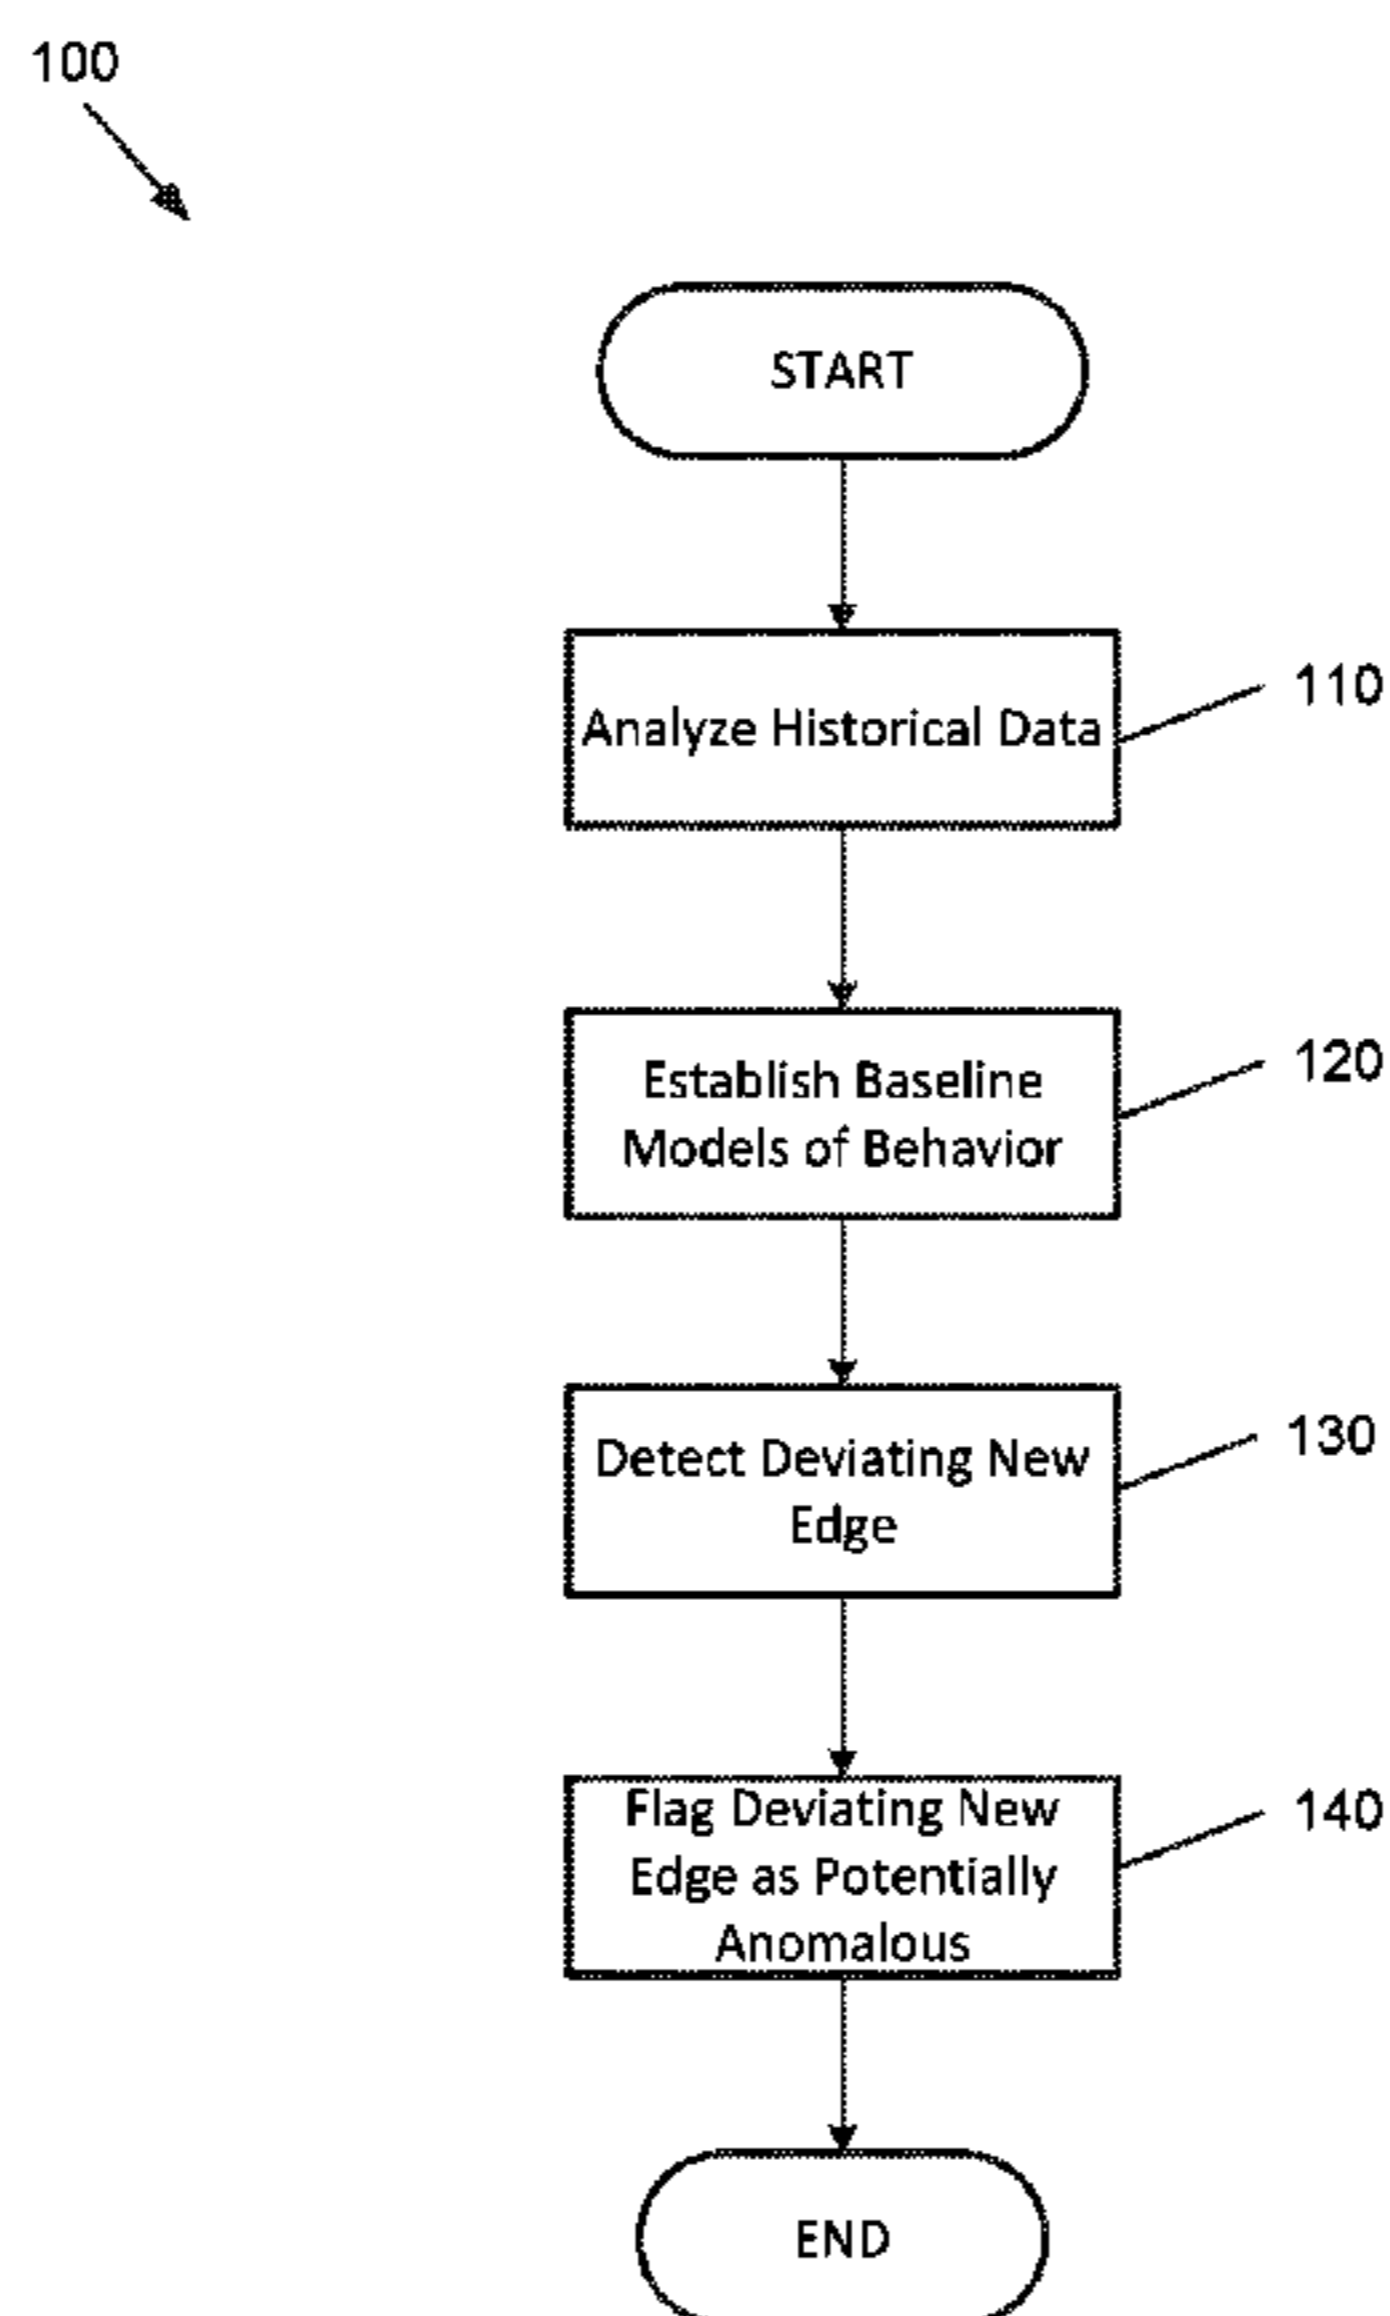 100
START
Analyze Historical Data
110
Establish Baseline
Models of Behavior
120
Detect Deviating New
Edge
130
Flag Deviating New
Edge as Potentially
Anomalous
140
END